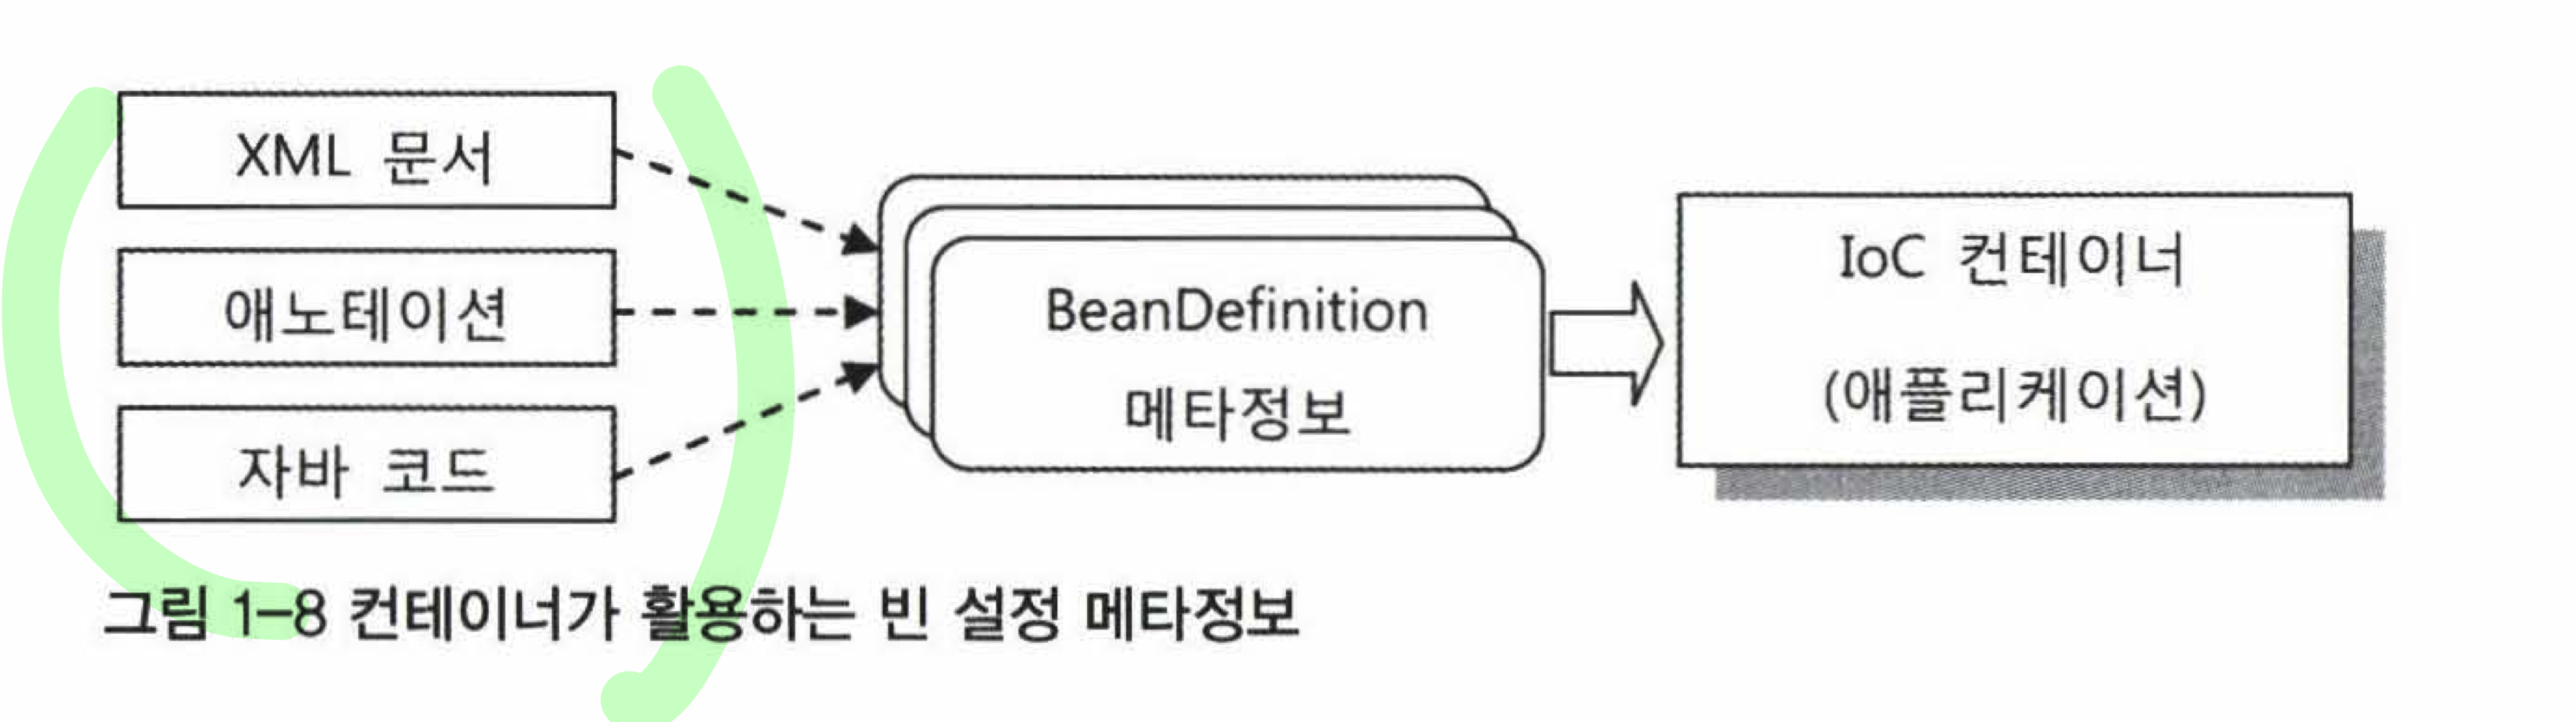 XML 문서
애노테이션
자바 코드
BeanDefinition
메타정보
IoC 컨테이너
(애플리케이션)
그림 1-8 컨테이너가 활용하는 빈 설정 메타정보